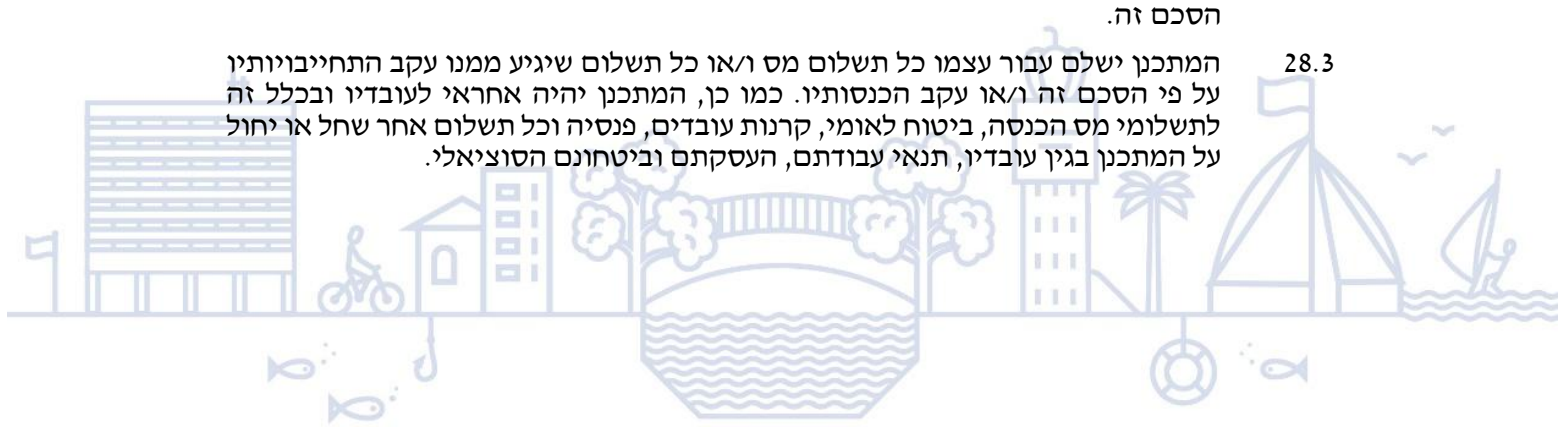 הסכם זה.
28.3 המתכנן ישלם עבור עצמו כל תשלום מס ו/או כל תשלום שיגיע ממנו עקב התחייבויותיו
על פי הסכם זה ו/או עקב הכנסותיו. כמו כן, המתכנן יהיה אחראי לעובדיו ובכלל זה
לתשלומי מס הכנסה, ביטוח לאומי, קרנות עובדים, פנסיה וכל תשלום אחר שחל או יחול
על המתכנן בגין עובדיו, תנאי עבודתם, העסקתם וביטחונם הסוציאלי.